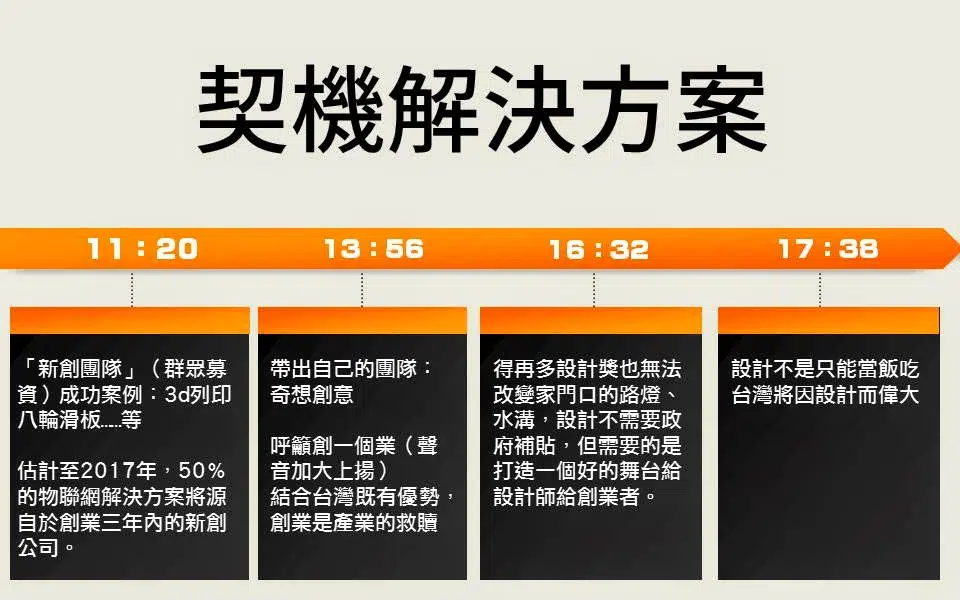 契機解決方案
11：20
13：56
16：32
17：38
「新創團隊」（群眾募
資）成功案例：3d列印
八輪滑板……等
估計至2017年，50%
的物聯網解決方案將源
自於創業三年內的新創
公司。
帶出自己的團隊：
奇想創意
呼籲創一個業（聲
音加大上揚）
結合台灣既有優勢，
創業是產業的救贖
得再多設計獎也無法
改變家門口的路燈、
水溝，設計不需要政
府補貼，但需要的是
打造一個好的舞台給
設計師給創業者。
設計不是只能當飯吃
台灣將因設計而偉大